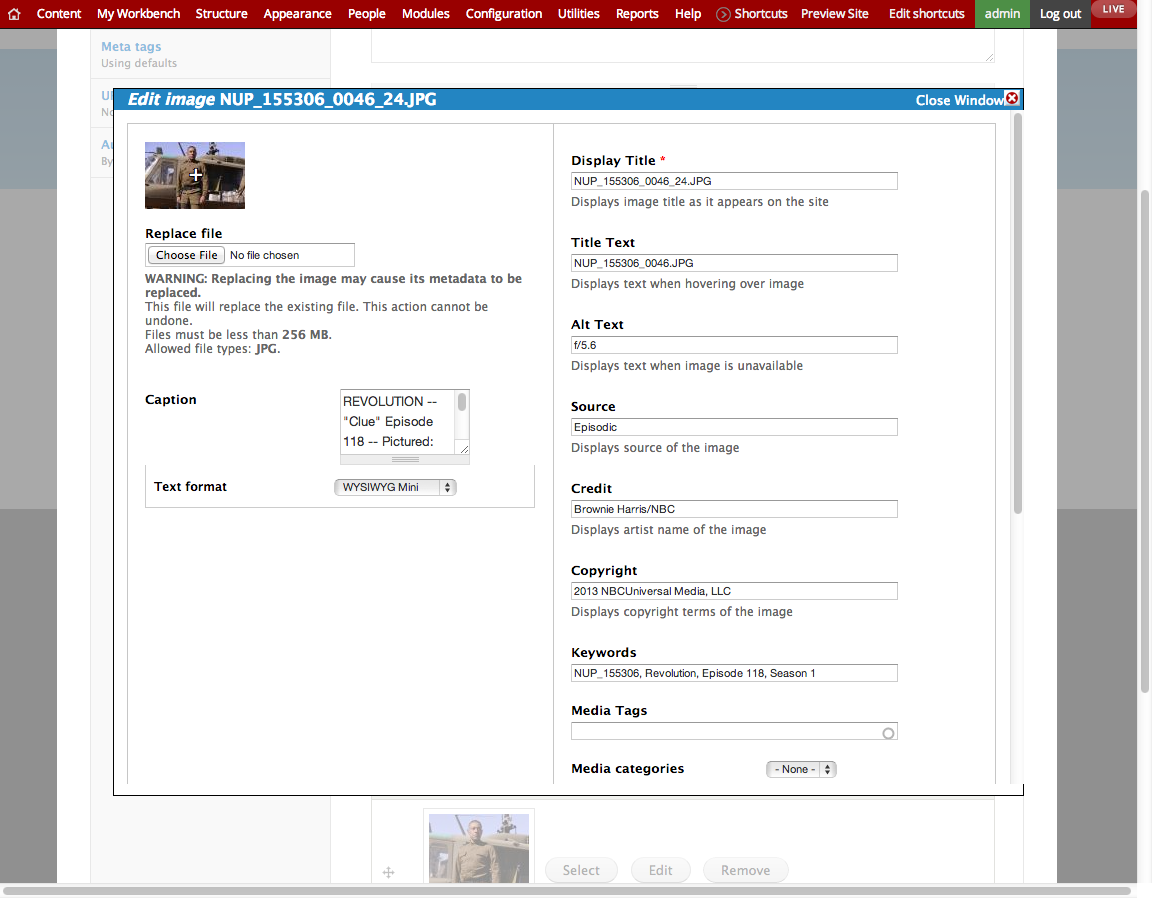 Content My Workbench Structure Appearance People Modules Configuration Utilities Reports Help Shortcuts Preview Site Edit shortcuts admin Log out LIVE
Meta tags
Using defaults
Edit image NUP_155306_0046_24.JPG
Close Window
Replace file
Choose File No file chosen
WARNING: Replacing the image may cause its metadata to be
replaced.
This file will replace the existing file. This action cannot be
undone.
Files must be less than 256 MB.
Allowed file types: JPG.
Caption
REVOLUTION --
"Clue" Episode
118 -- Pictured:
Text format
WYSIWYG Mini
Display Title *
NUP_155306_0046_24.JPG
Displays image title as it appears on the site
Title Text
NUP_155306_0046.JPG
Displays text when hovering over image
Alt Text
f/5.6
Displays text when image is unavailable
Source
Episodic
Displays source of the image
Credit
Brownie Harris/NBC
Displays artist name of the image
Copyright
2013 NBCUniversal Media, LLC
Displays copyright terms of the image
Keywords
NUP_155306, Revolution, Episode 118, Season 1
Media Tags
Media categories
- None -
Select Edit Remove